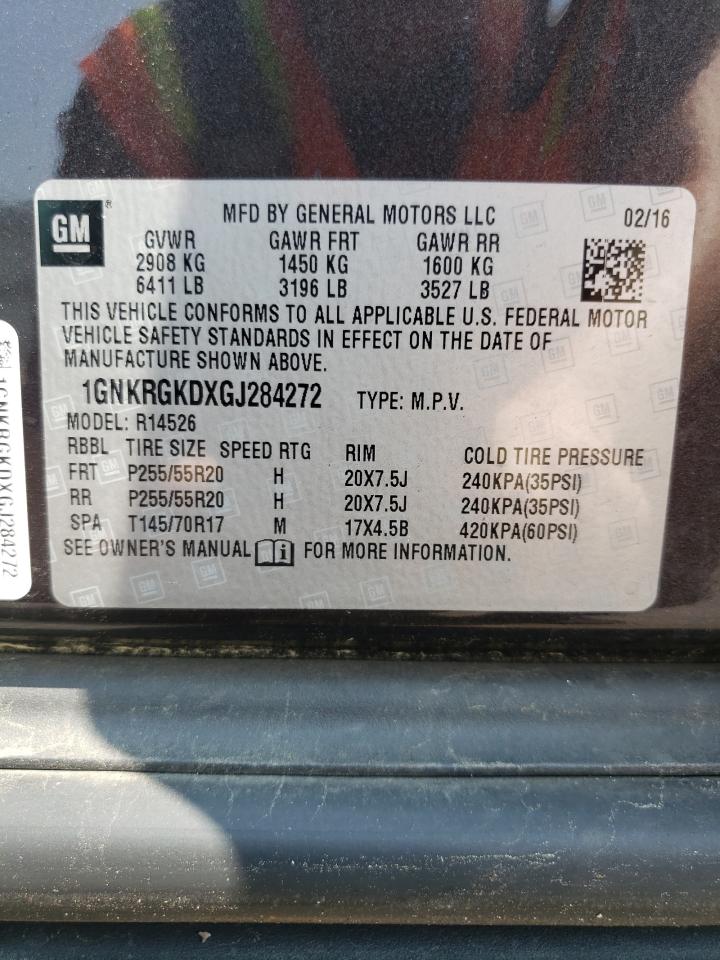 GM ®
MFD BY GENERAL MOTORS LLC 02/16
GVWR GAWR FRT GAWR RR
2908 KG 1450 KG 1600 KG
6411 LB 3196 LB 3527 LB
THIS VEHICLE CONFORMS TO ALL APPLICABLE U.S. FEDERAL MOTOR
VEHICLE SAFETY STANDARDS IN EFFECT ON THE DATE OF
MANUFACTURE SHOWN ABOVE.
1GNKRGKDXGJ284272 TYPE: M.P.V.
MODEL: R14526
RBBL TIRE SIZE SPEED RTG RIM COLD TIRE PRESSURE
FRT P255/55R20 H 20X7.5J 240KPA(35PSI)
RR P255/55R20 H 20X7.5J 240KPA(35PSI)
SPA T145/70R17 M 17X4.5B 420KPA(60PSI)
SEE OWNER'S MANUAL FOR MORE INFORMATION.
1GNKRGKDXGJ284272